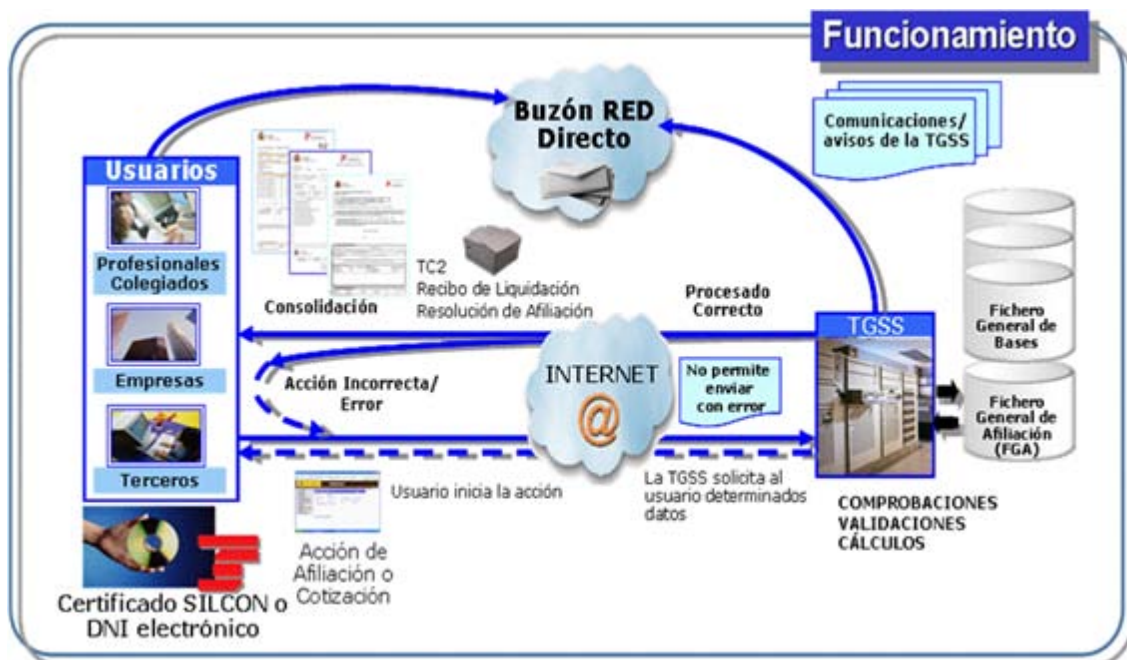 Funcionamiento
Buzón RED
Directo
Comunicaciones/
avisos de la TGSS
Usuarios
Profesionales
Colegiados
Empresas
Terceros
TC2
Recibo de Liquidación
Resolución de Afiliación
Consolidación
Procesado
Correcto
TGSS
Fichero
General de
Bases
Fichero
General de
Afiliación
(FGA)
Acción Incorrecta/
Error
INTERNET
@
No permite
enviar
con error
Usuario inicia la acción
La TGSS solicita al
usuario determinados
datos
COMPROBACIONES
VALIDACIONES
CÁLCULOS
Acción de
Afiliación o
Cotización
Certificado SILCON o
DNI electrónico